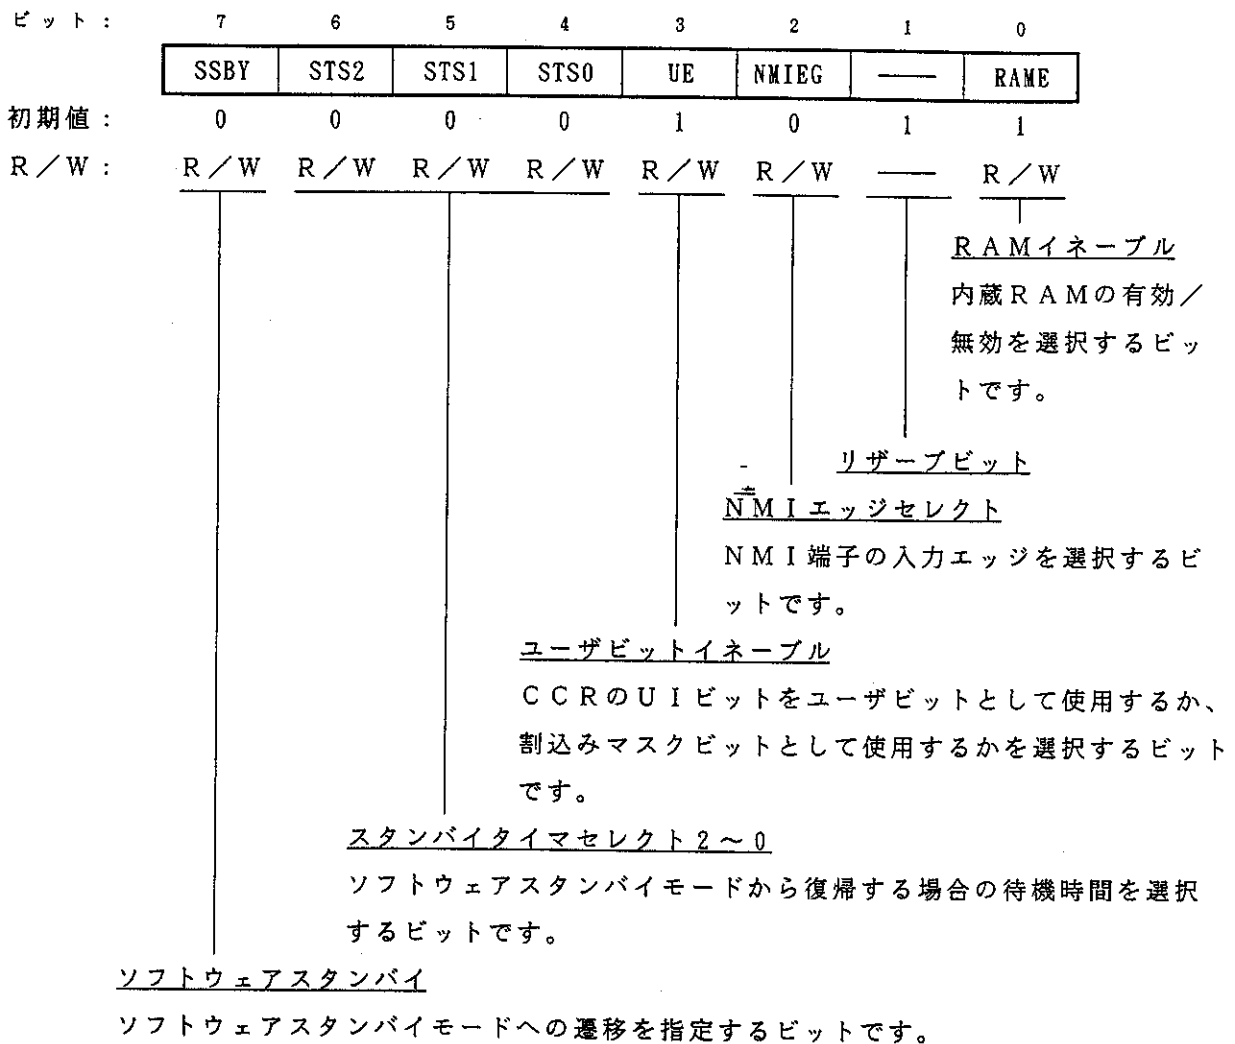 ビット： 7 6 5 4 3 2 1 0
SSBY STS2 STS1 STS0 UE NMIEG ― RAME
初期値： 0 0 0 0 1 0 1 1
R／W： R／W R／W R／W R／W R／W R／W ― R／W
RAMイネーブル
内蔵RAMの有効／
無効を選択するビッ
トです。
リザーブビット
NMIエッジセレクト
NMI端子の入力エッジを選択するビ
ットです。
ユーザビットイネーブル
CCRのUIビットをユーザビットとして使用するか、
割込みマスクビットとして使用するかを選択するビット
です。
スタンバイタイマセレクト2～0
ソフトウェアスタンバイモードから復帰する場合の待機時間を選択
するビットです。
ソフトウェアスタンバイ
ソフトウェアスタンバイモードへの遷移を指定するビットです。